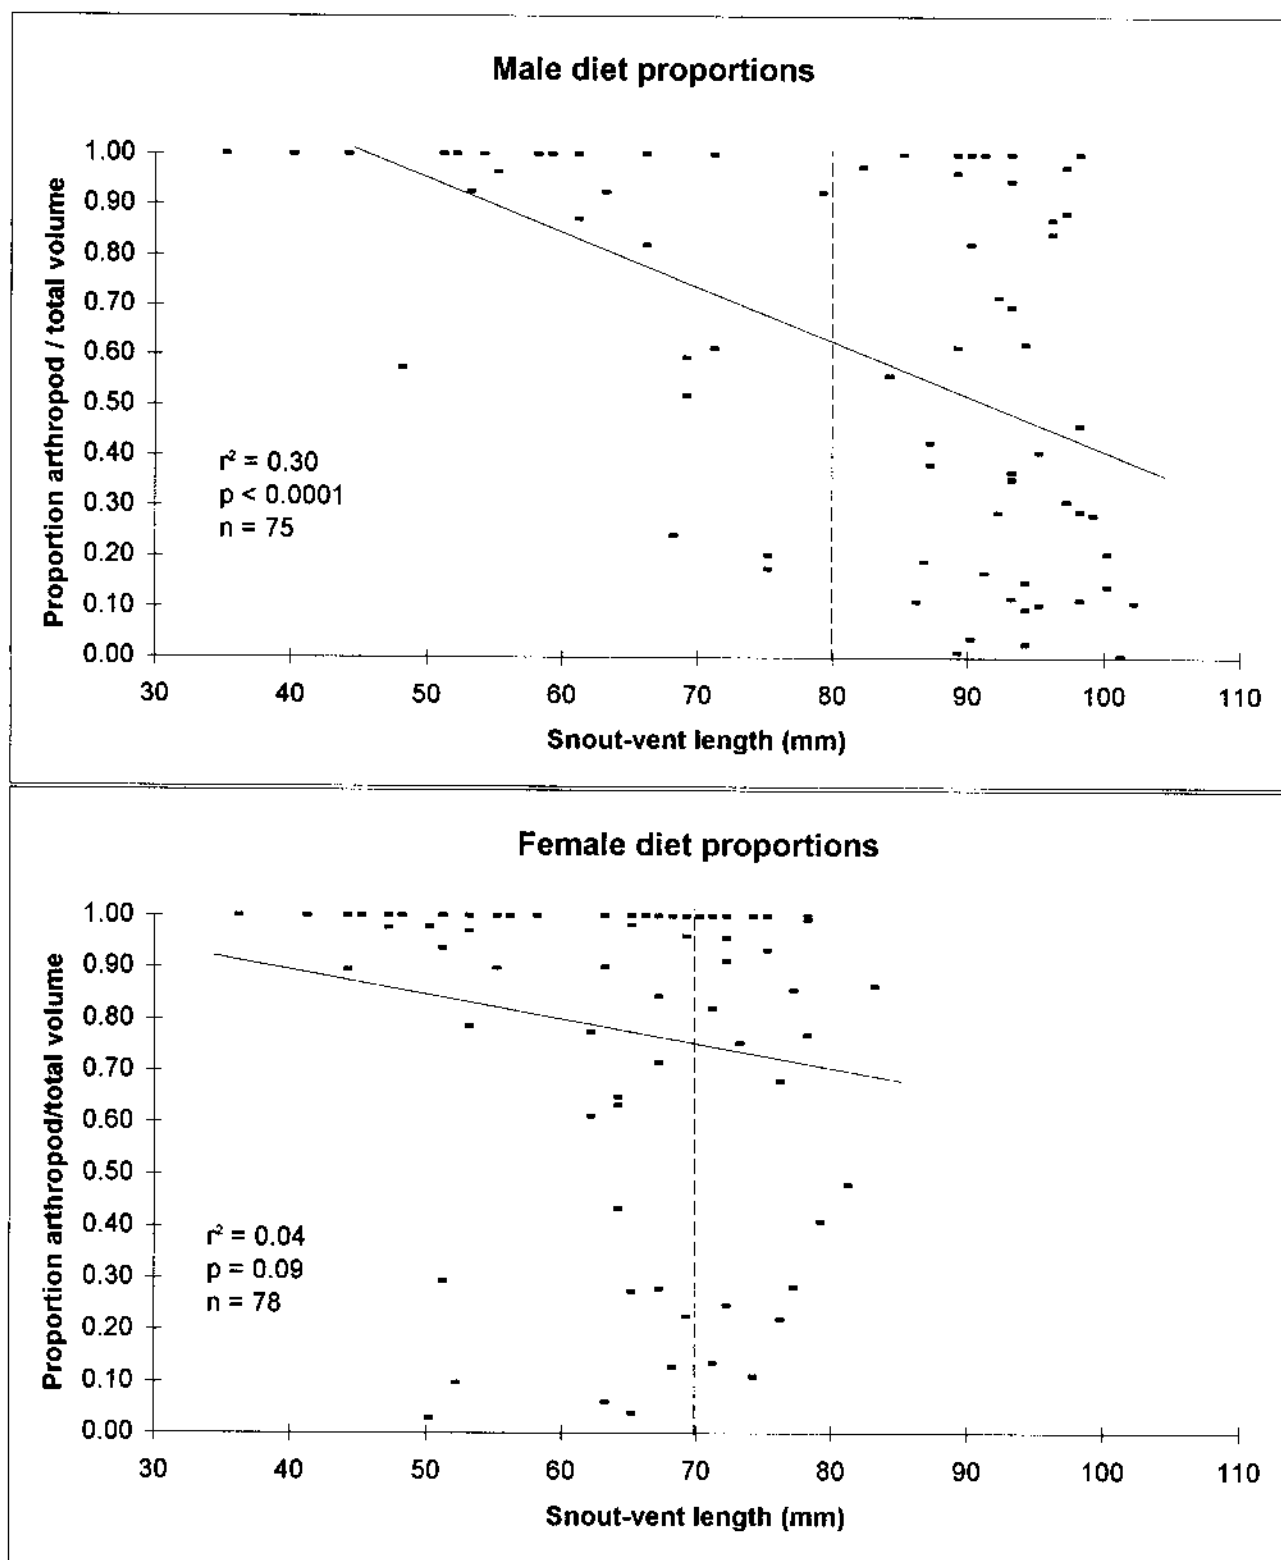 Male diet proportions
Proportion arthropod / total volume
1.00
0.90
0.80
0.70
0.60
0.50
0.40
0.30
0.20
0.10
0.00
r² = 0.30
p < 0.0001
n = 75
30 40 50 60 70 80 90 100 110
Snout-vent length (mm)
Female diet proportions
Proportion arthropod/total volume
1.00
0.90
0.80
0.70
0.60
0.50
0.40
0.30
0.20
0.10
0.00
r² = 0.04
p = 0.09
n = 78
30 40 50 60 70 80 90 100 110
Snout-vent length (mm)